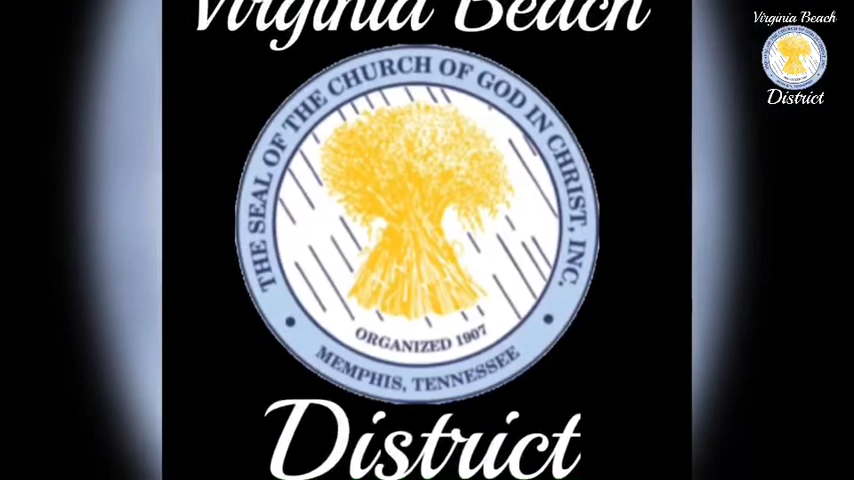 Virginia Beach
THE SEAL OF THE CHURCH OF GOD IN CHRIST, INC.
ORGANIZED 1907
MEMPHIS, TENNESSEE
District
Virginia Beach
District